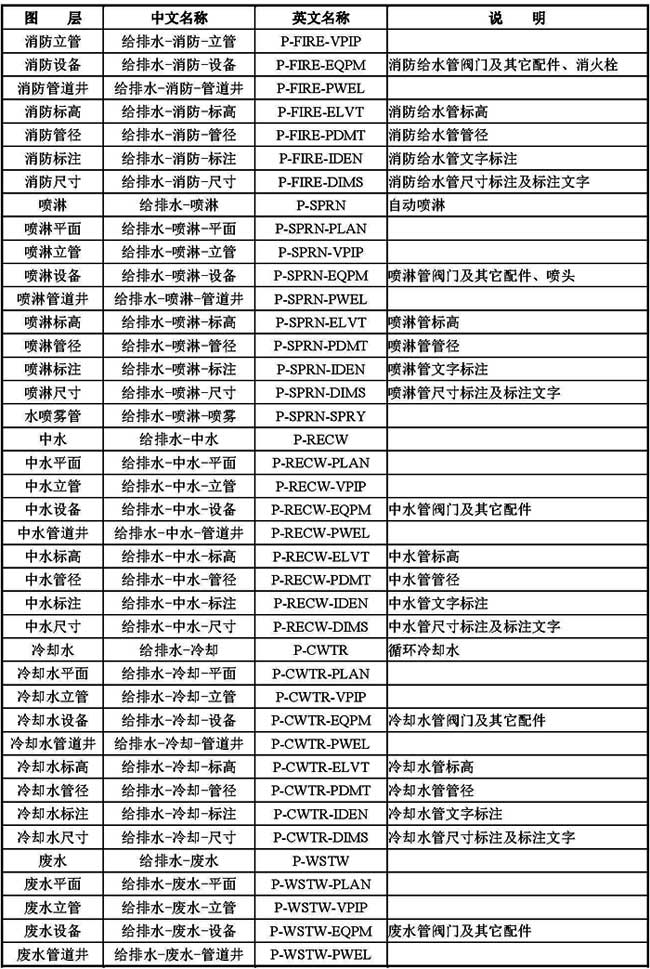 图 层 中文名称 英文名称 说 明
消防立管 给排水-消防-立管 P-FIRE-VPIP
消防设备 给排水-消防-设备 P-FIRE-EQPM 消防给水管阀门及其它配件、消火栓
消防管道井 给排水-消防-管道井 P-FIRE-PWEL
消防标高 给排水-消防-标高 P-FIRE-ELVT 消防给水管标高
消防管径 给排水-消防-管径 P-FIRE-PDMT 消防给水管管径
消防标注 给排水-消防-标注 P-FIRE-IDEN 消防给水管文字标注
消防尺寸 给排水-消防-尺寸 P-FIRE-DIMS 消防给水管尺寸标注及标注文字
喷淋 给排水-喷淋 P-SPRN 自动喷淋
喷淋平面 给排水-喷淋-平面 P-SPRN-PLAN
喷淋立管 给排水-喷淋-立管 P-SPRN-VPIP
喷淋设备 给排水-喷淋-设备 P-SPRN-EQPM 喷淋管阀门及其它配件、喷头
喷淋管道井 给排水-喷淋-管道井 P-SPRN-PWEL
喷淋标高 给排水-喷淋-标高 P-SPRN-ELVT 喷淋管标高
喷淋管径 给排水-喷淋-管径 P-SPRN-PDMT 喷淋管管径
喷淋标注 给排水-喷淋-标注 P-SPRN-IDEN 喷淋管文字标注
喷淋尺寸 给排水-喷淋-尺寸 P-SPRN-DIMS 喷淋管尺寸标注及标注文字
水喷雾管 给排水-喷淋-喷雾 P-SPRN-SPRY
中水 给排水-中水 P-RECW
中水平面 给排水-中水-平面 P-RECW-PLAN
中水立管 给排水-中水-立管 P-RECW-VPIP
中水设备 给排水-中水-设备 P-RECW-EQPM 中水管阀门及其它配件
中水管道井 给排水-中水-管道井 P-RECW-PWEL
中水标高 给排水-中水-标高 P-RECW-ELVT 中水管标高
中水管径 给排水-中水-管径 P-RECW-PDMT 中水管管径
中水标注 给排水-中水-标注 P-RECW-IDEN 中水管文字标注
中水尺寸 给排水-中水-尺寸 P-RECW-DIMS 中水管尺寸标注及标注文字
冷却水 给排水-冷却 P-CWTR 循环冷却水
冷却水平面 给排水-冷却-平面 P-CWTR-PLAN
冷却水立管 给排水-冷却-立管 P-CWTR-VPIP
冷却水设备 给排水-冷却-设备 P-CWTR-EQPM 冷却水管阀门及其它配件
冷却水管道井 给排水-冷却-管道井 P-CWTR-PWEL
冷却水标高 给排水-冷却-标高 P-CWTR-ELVT 冷却水管标高
冷却水管径 给排水-冷却-管径 P-CWTR-PDMT 冷却水管管径
冷却水标注 给排水-冷却-标注 P-CWTR-IDEN 冷却水管文字标注
冷却水尺寸 给排水-冷却-尺寸 P-CWTR-DIMS 冷却水管尺寸标注及标注文字
废水 给排水-废水 P-WSTW
废水平面 给排水-废水-平面 P-WSTW-PLAN
废水立管 给排水-废水-立管 P-WSTW-VPIP
废水设备 给排水-废水-设备 P-WSTW-EQPM 废水管阀门及其它配件
废水管道井 给排水-废水-管道井 P-WSTW-PWEL